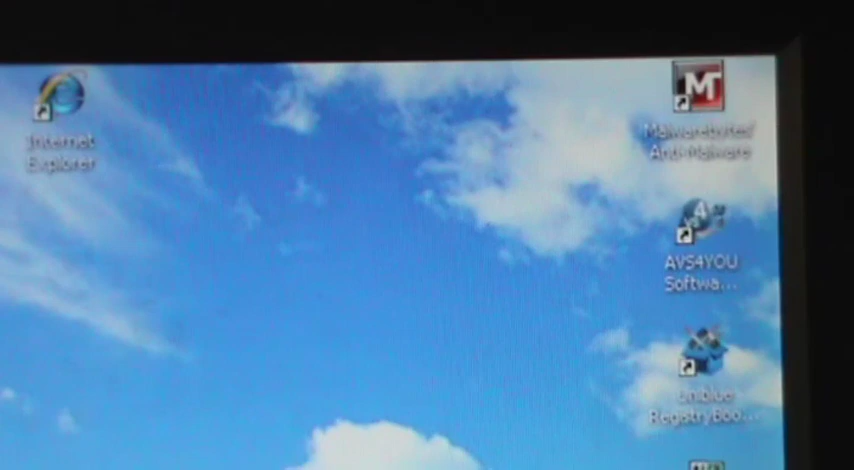 Internet
Explorer
Malwarebytes'
Anti-Malware
AVS4YOU
Softwa...
Uniblue
RegistryBoo...